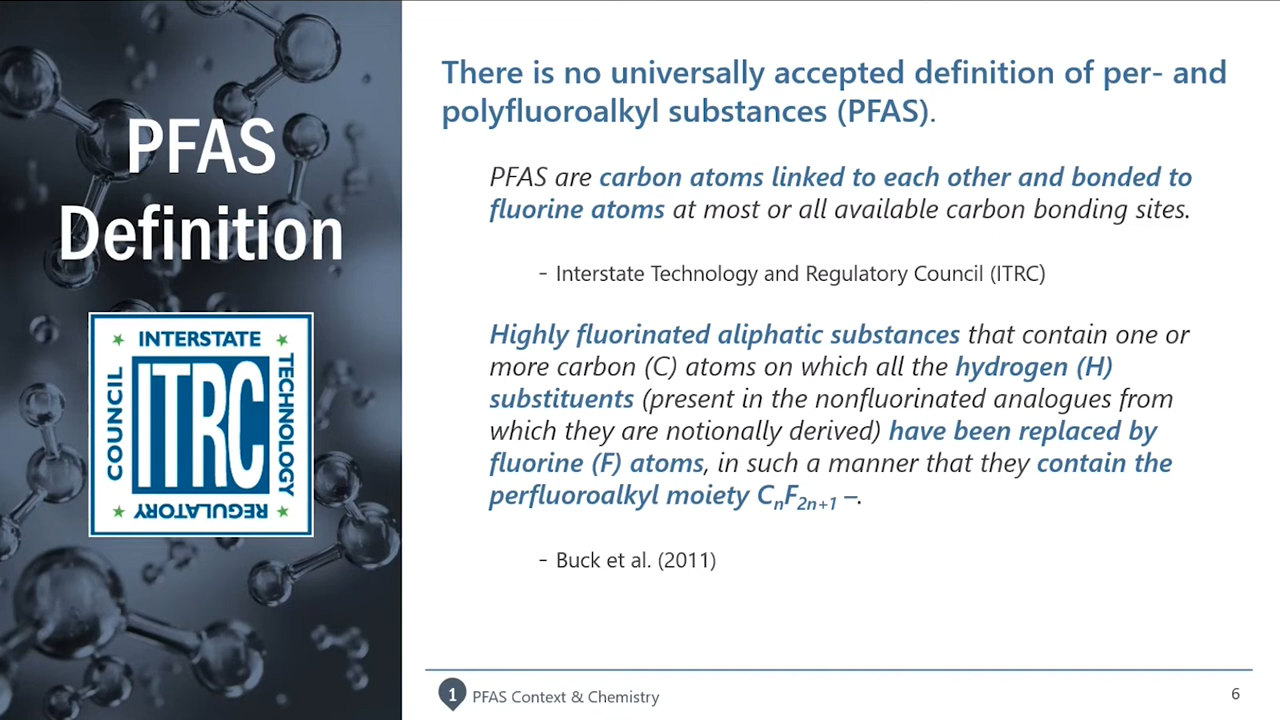 PFAS
Definition
INTERSTATE
TECHNOLOGY
REGULATORY
COUNCIL
ITRC
There is no universally accepted definition of per- and
polyfluoroalkyl substances (PFAS).
PFAS are carbon atoms linked to each other and bonded to
fluorine atoms at most or all available carbon bonding sites.
- Interstate Technology and Regulatory Council (ITRC)
Highly fluorinated aliphatic substances that contain one or
more carbon (C) atoms on which all the hydrogen (H)
substituents (present in the nonfluorinated analogues from
which they are notionally derived) have been replaced by
fluorine (F) atoms, in such a manner that they contain the
perfluoroalkyl moiety CₙF₂ₙ₊₁ –.
- Buck et al. (2011)
1 PFAS Context & Chemistry
6